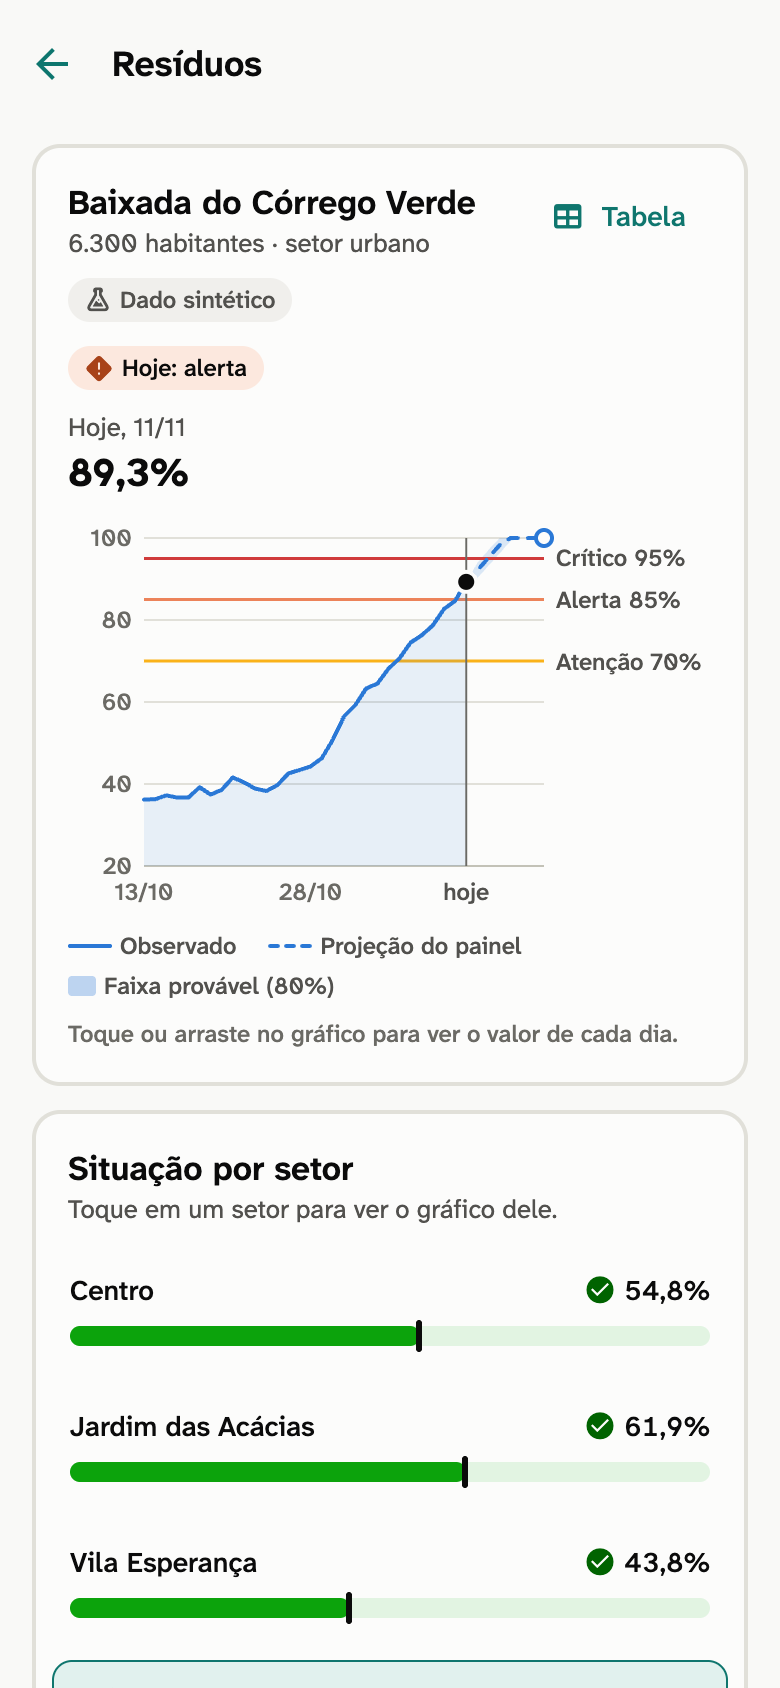 Resíduos
Baixada do Córrego Verde
6.300 habitantes · setor urbano
Tabela
Dado sintético
Hoje: alerta
Hoje, 11/11
89,3%
100
80
60
40
20
Crítico 95%
Alerta 85%
Atenção 70%
13/10 28/10 hoje
Observado Projeção do painel
Faixa provável (80%)
Toque ou arraste no gráfico para ver o valor de cada dia.
Situação por setor
Toque em um setor para ver o gráfico dele.
Centro 54,8%
Jardim das Acácias 61,9%
Vila Esperança 43,8%